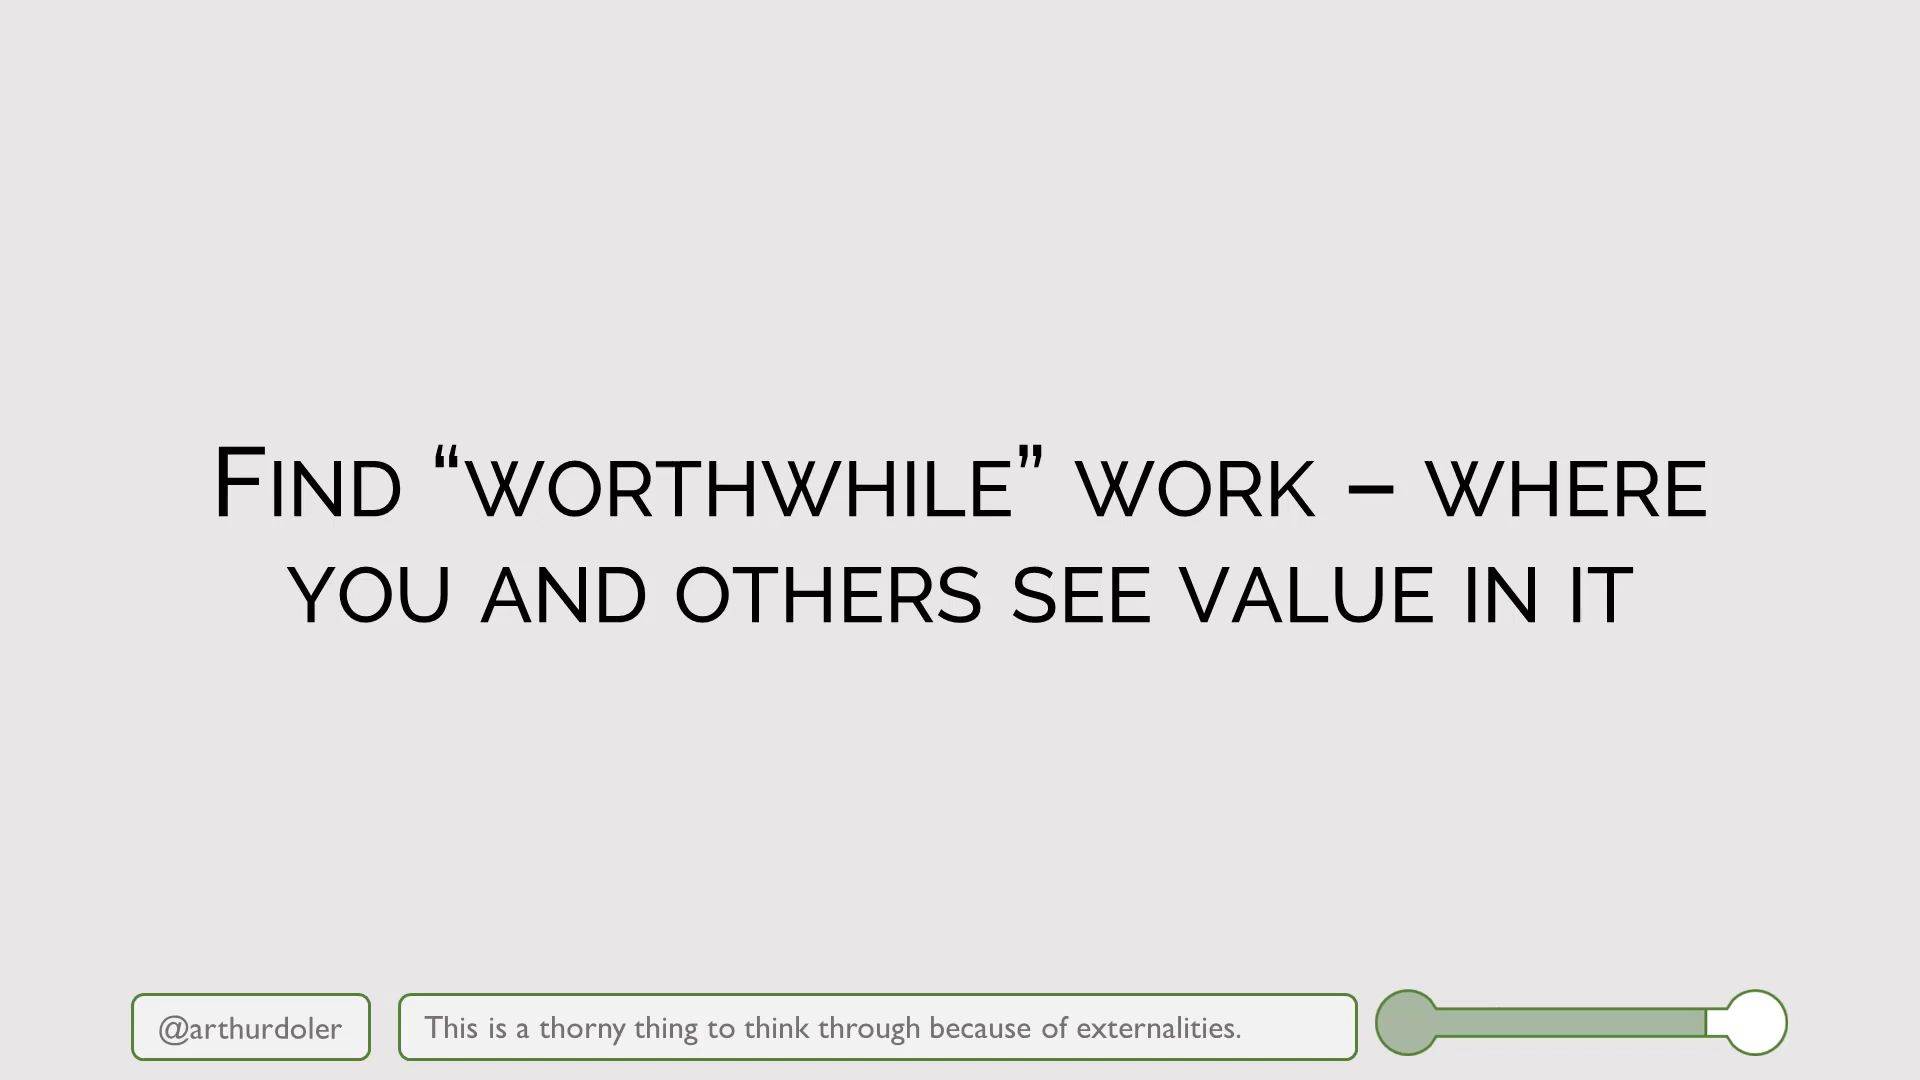 Find “worthwhile” work – where
you and others see value in it
@arthurdoler
This is a thorny thing to think through because of externalities.